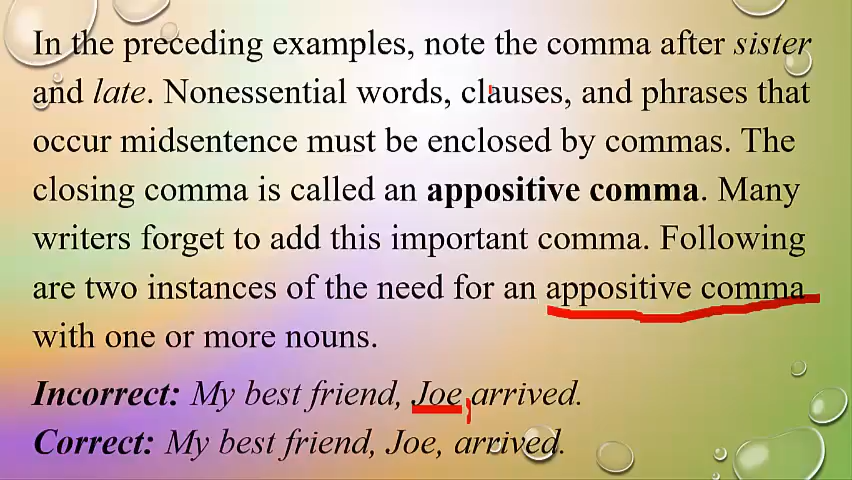 In the preceding examples, note the comma after sister
and late. Nonessential words, clauses, and phrases that
occur midsentence must be enclosed by commas. The
closing comma is called an appositive comma. Many
writers forget to add this important comma. Following
are two instances of the need for an appositive comma
with one or more nouns.
Incorrect: My best friend, Joe, arrived.
Correct: My best friend, Joe, arrived.